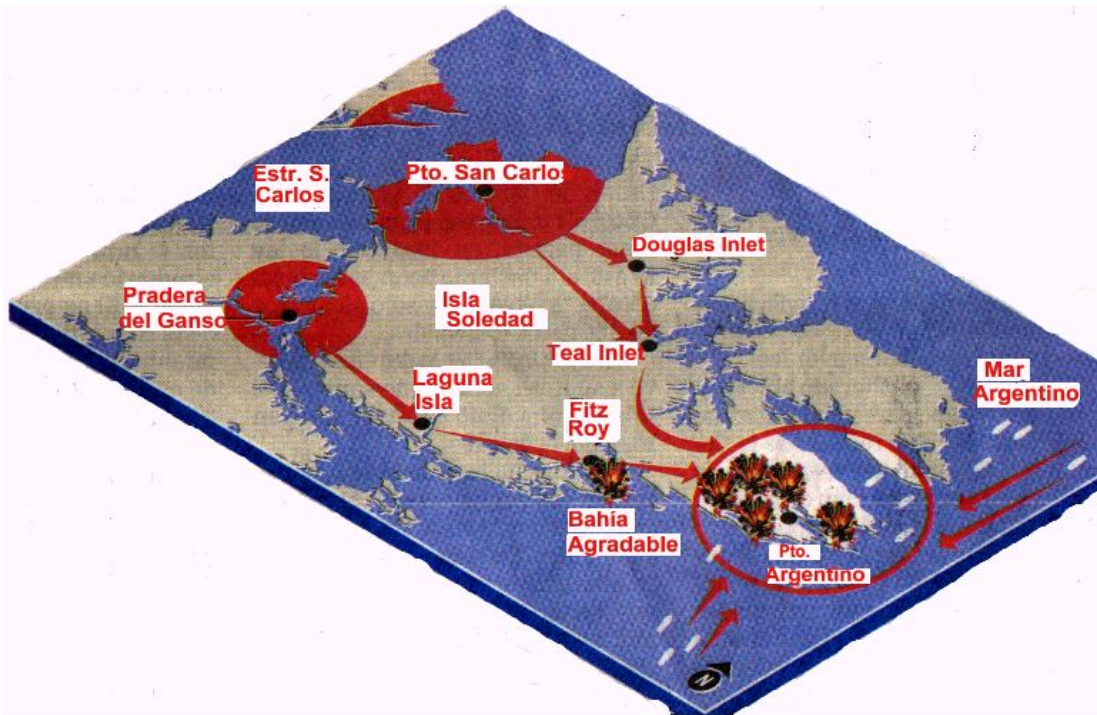 Estr. S.
Carlos
Pto. San Carlos
Douglas Inlet
Pradera
del Ganso
Isla
Soledad
Teal Inlet
Laguna
Isla
Fitz
Roy
Mar
Argentino
Bahía
Agradable
Pto.
Argentino
N